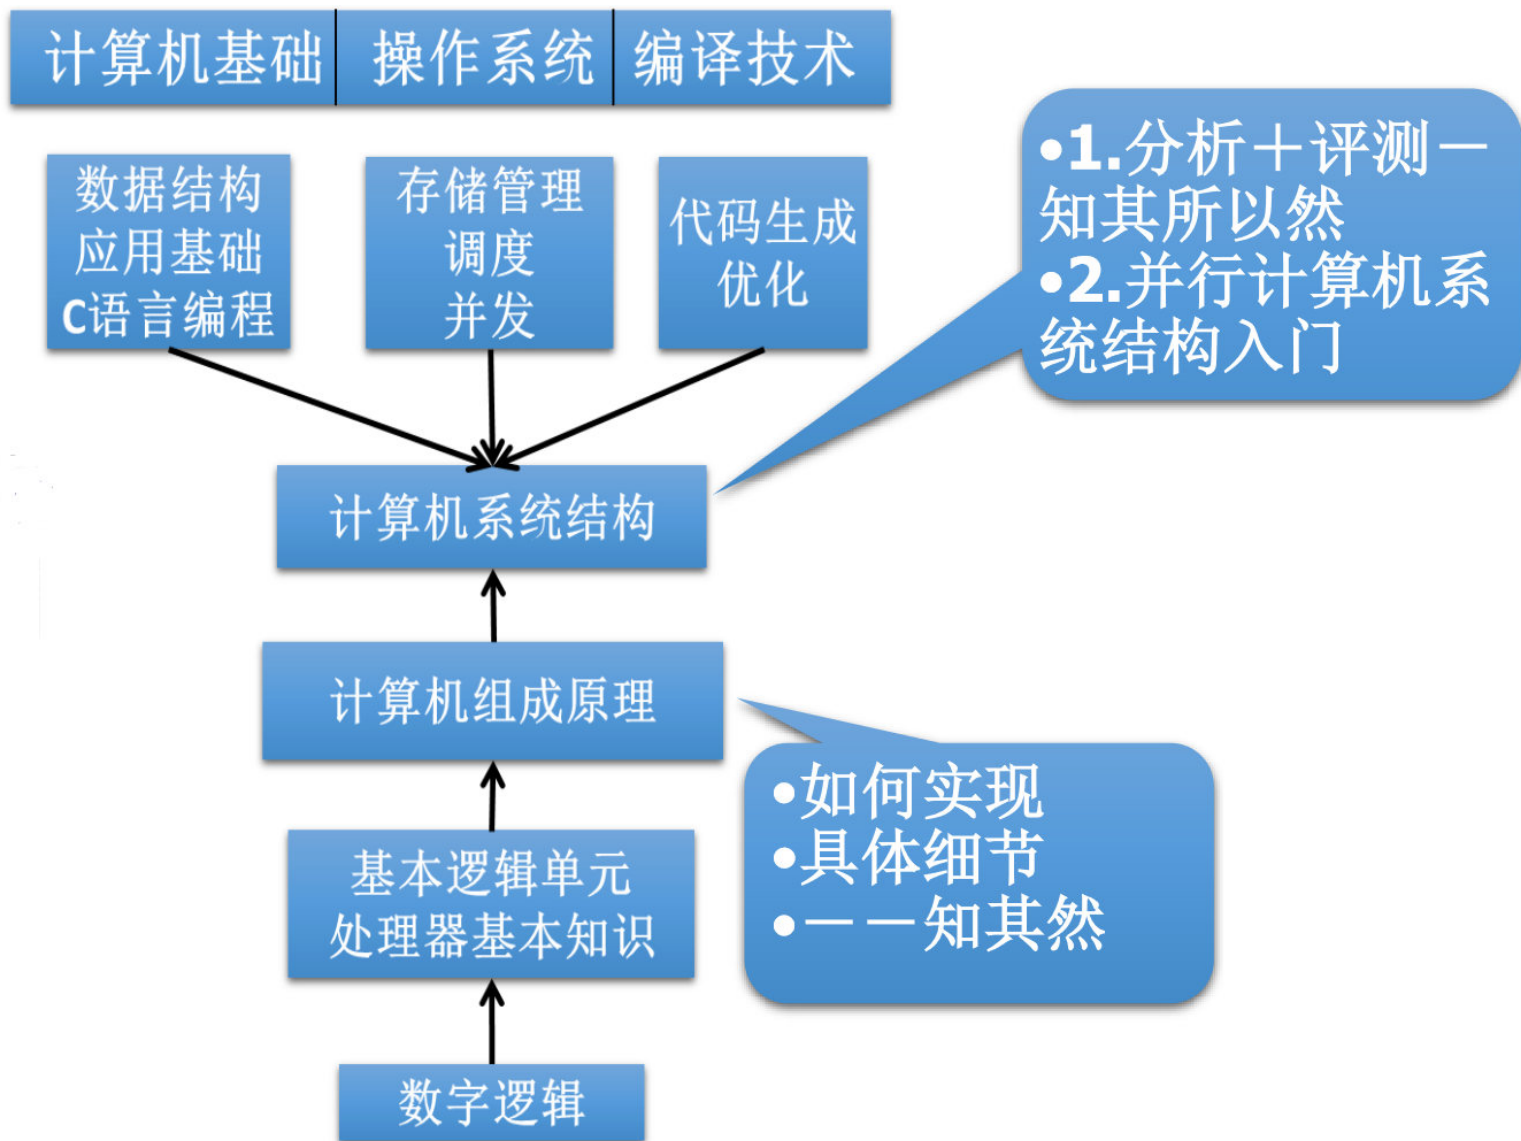 计算机基础 操作系统 编译技术
数据结构
应用基础
C语言编程
存储管理
调度
并发
代码生成
优化
•1.分析＋评测－
知其所以然
•2.并行计算机系
统结构入门
计算机系统结构
计算机组成原理
•如何实现
•具体细节
•－－知其然
基本逻辑单元
处理器基本知识
数字逻辑